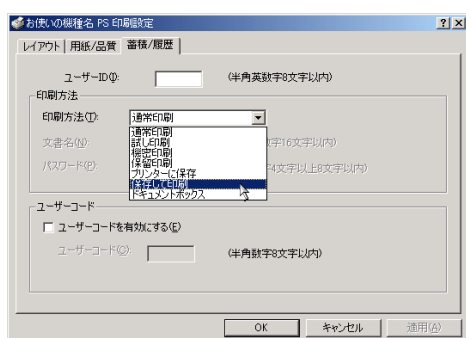 お使いの機種名 PS 印刷設定
レイアウト 用紙/品質 蓄積/履歴
ユーザーID(I): (半角英数字8文字以内)
印刷方法
印刷方法(T): 通常印刷
通常印刷
試し印刷
機密印刷
保留印刷
プリンターに保存
保存して印刷
ドキュメントボックス
文書名(N): 数字16文字以内)
パスワード(P): 4文字以上8文字以内)
ユーザーコード
ユーザーコードを有効にする(E)
ユーザーコード(C): (半角数字8文字以内)
OK キャンセル 適用(A)